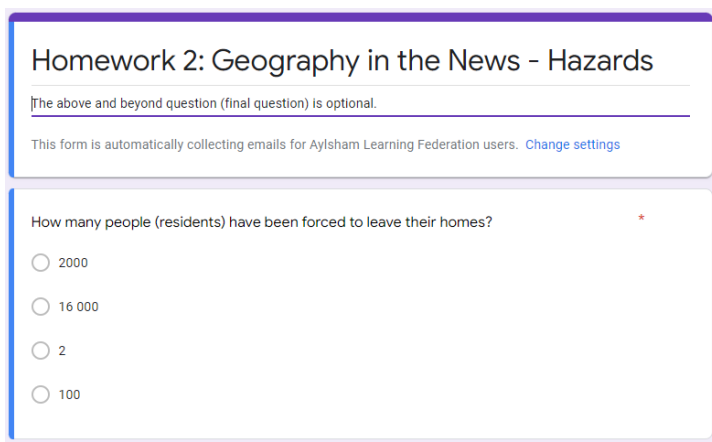 Homework 2: Geography in the News - Hazards
The above and beyond question (final question) is optional.
This form is automatically collecting emails for Aylsham Learning Federation users. Change settings
How many people (residents) have been forced to leave their homes? *
2000
16 000
2
100